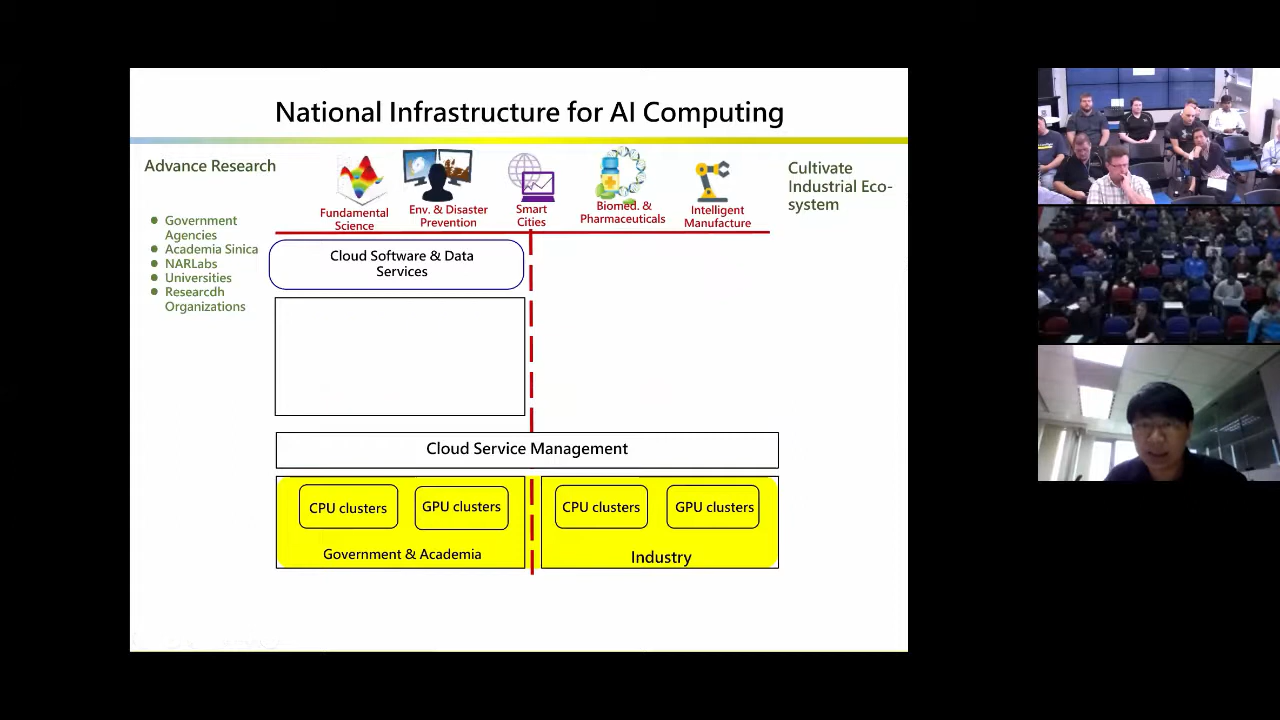 National Infrastructure for AI Computing
Advance Research
Government
Agencies
Academia Sinica
NARLabs
Universities
Researcdh
Organizations
Fundamental
Science
Env. & Disaster
Prevention
Smart
Cities
Biomed. &
Pharmaceuticals
Intelligent
Manufacture
Cultivate
Industrial Eco-
system
Cloud Software & Data
Services
Cloud Service Management
CPU clusters
GPU clusters
Government & Academia
CPU clusters
GPU clusters
Industry